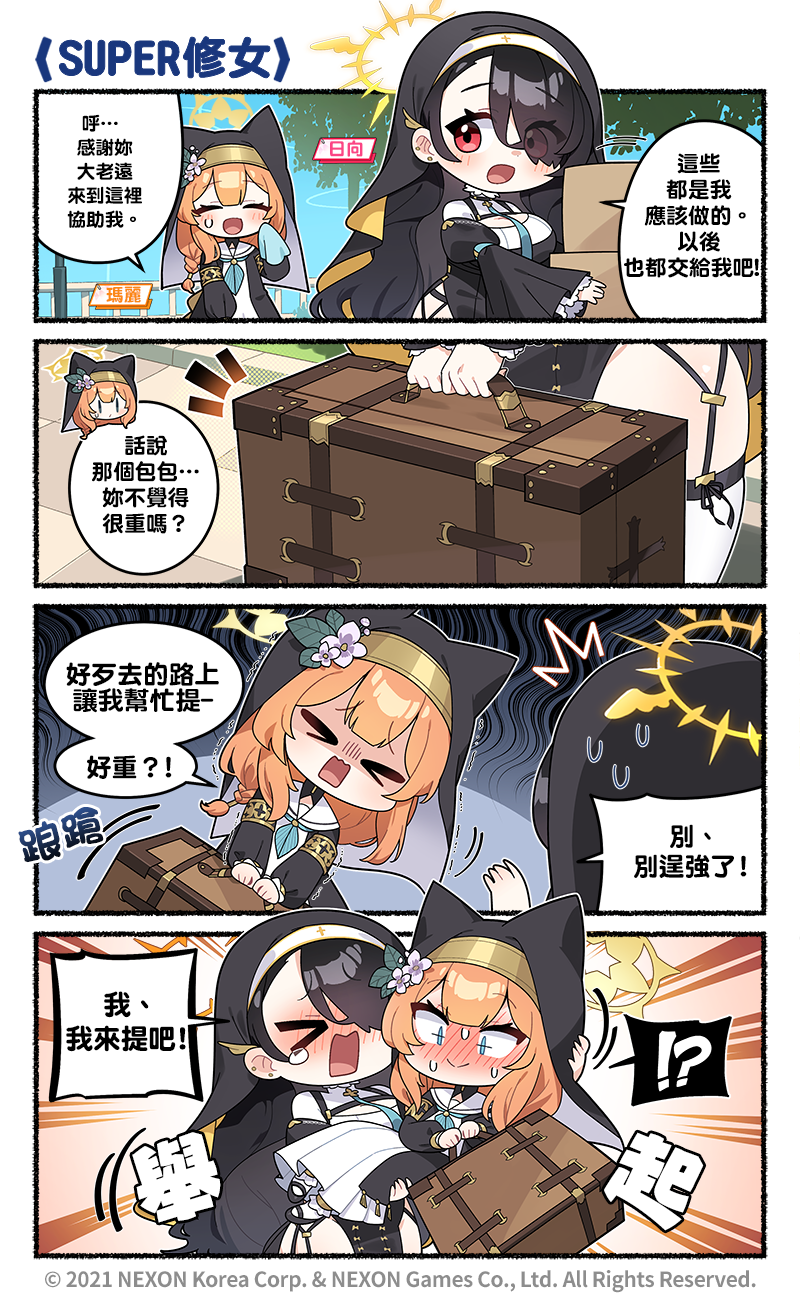 《SUPER修女》
呼…
感謝妳
大老遠
來到這裡
協助我。
日向
瑪麗
這些
都是我
應該做的。
以後
也都交給我吧!
話說
那個包包…
妳不覺得
很重嗎？
好歹去的路上
讓我幫忙提-
好重？!
踉蹌
別、
別逞強了!
我、
我來提吧!
!?
舉起
© 2021 NEXON Korea Corp. & NEXON Games Co., Ltd. All Rights Reserved.